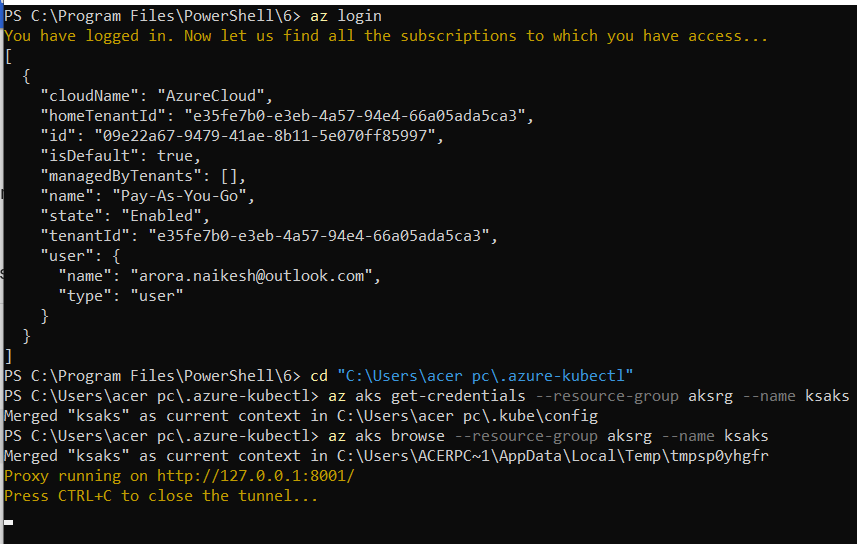 PS C:\Program Files\PowerShell\6> az login
You have logged in. Now let us find all the subscriptions to which you have access...
[
  {
    "cloudName": "AzureCloud",
    "homeTenantId": "e35fe7b0-e3eb-4a57-94e4-66a05ada5ca3",
    "id": "09e22a67-9479-41ae-8b11-5e070ff85997",
    "isDefault": true,
    "managedByTenants": [],
    "name": "Pay-As-You-Go",
    "state": "Enabled",
    "tenantId": "e35fe7b0-e3eb-4a57-94e4-66a05ada5ca3",
    "user": {
      "name": "arora.naikesh@outlook.com",
      "type": "user"
    }
  }
]
PS C:\Program Files\PowerShell\6> cd "C:\Users\acer pc\.azure-kubectl"
PS C:\Users\acer pc\.azure-kubectl> az aks get-credentials --resource-group aksrg --name ksaks
Merged "ksaks" as current context in C:\Users\acer pc\.kube\config
PS C:\Users\acer pc\.azure-kubectl> az aks browse --resource-group aksrg --name ksaks
Merged "ksaks" as current context in C:\Users\ACERPC~1\AppData\Local\Temp\tmpsp0yhgfr
Proxy running on http://127.0.0.1:8001/
Press CTRL+C to close the tunnel...